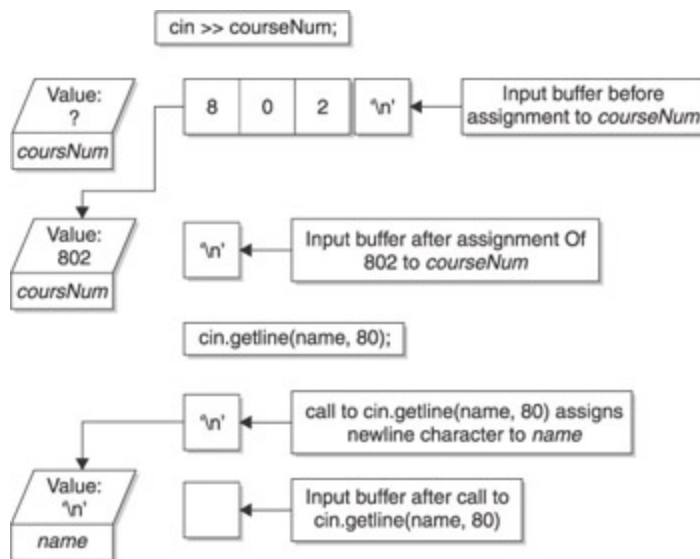 cin >> courseNum;
Value:
?
coursNum
8 0 2 '\n'
Input buffer before
assignment to courseNum
Value:
802
coursNum
'\n'
Input buffer after assignment Of
802 to courseNum
cin.getline(name, 80);
'\n'
call to cin.getline(name, 80) assigns
newline character to name
Value:
'\n'
name
Input buffer after call to
cin.getline(name, 80)